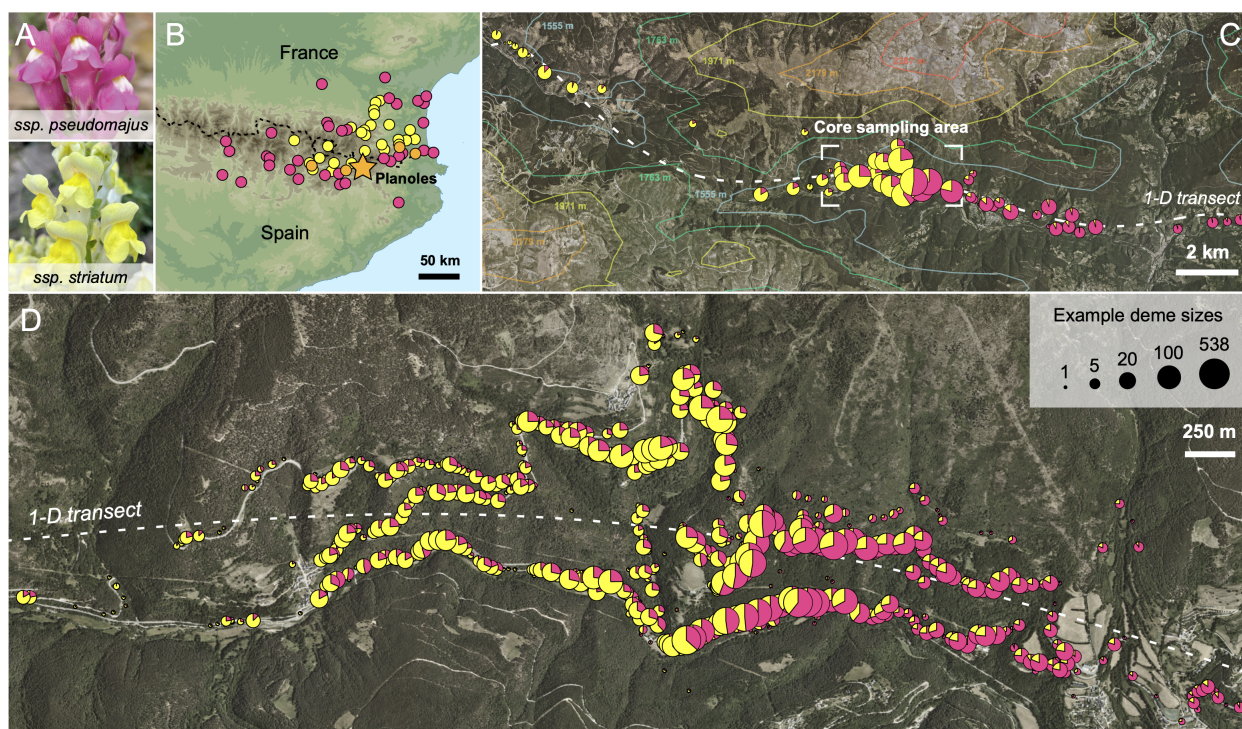 A
ssp. pseudomajus
ssp. striatum
B
France
Planoles
Spain
50 km
C
1555 m
1763 m
1971 m
2179 m
Core sampling area
1763 m
1555 m
1971 m
1-D transect
2 km
D
Example deme sizes
1 5 20 100 538
250 m
1-D transect